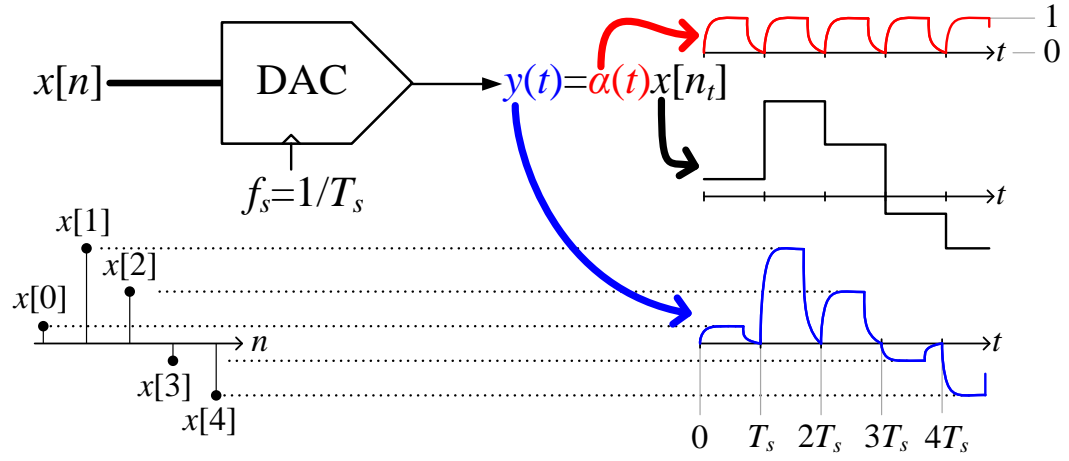 x[n]
DAC
y(t)=α(t)x[n_t]
f_s=1/T_s
t
1
0
t
x[0]
x[1]
x[2]
x[3]
x[4]
n
t
0
T_s
2T_s
3T_s
4T_s